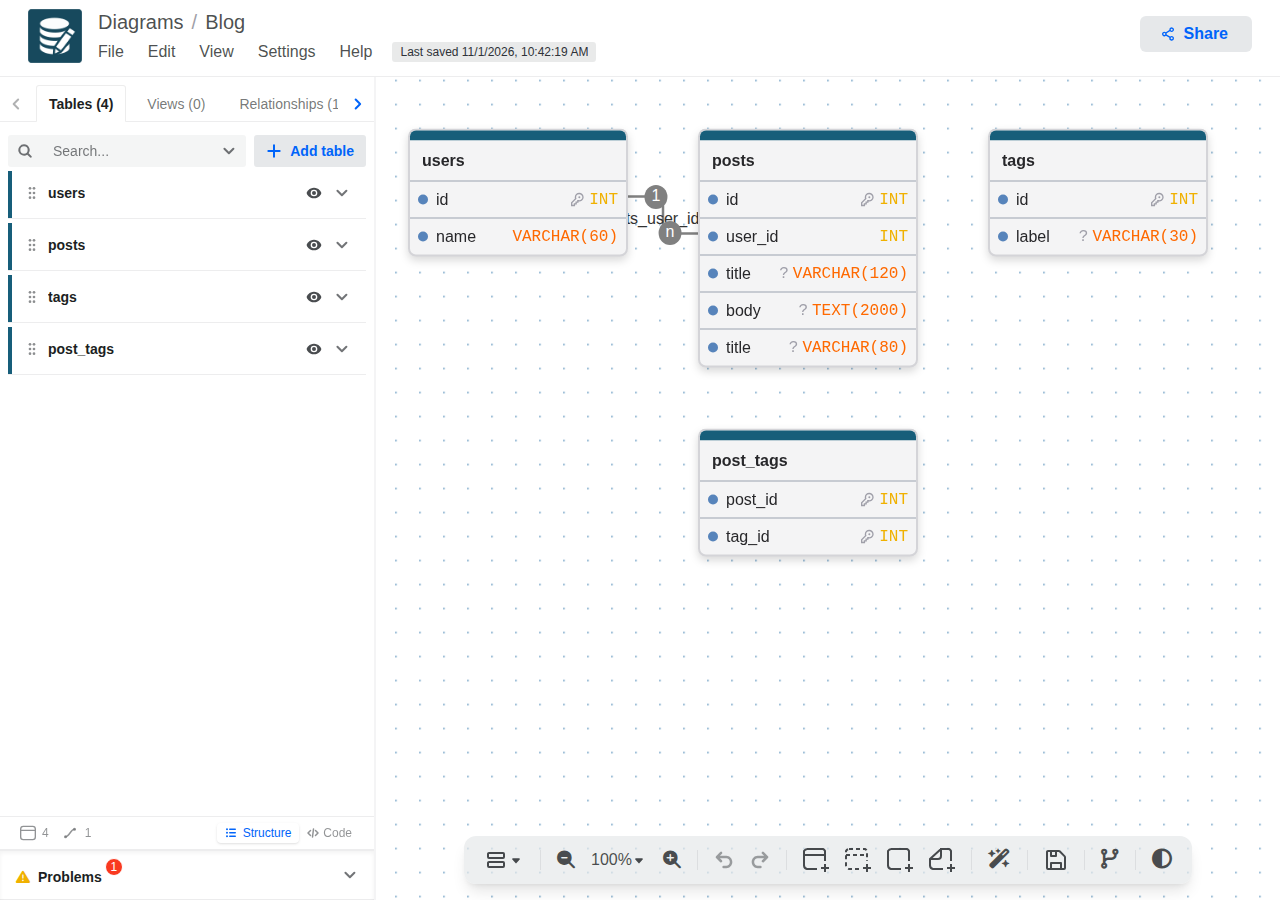 Diagrams / Blog
File Edit View Settings Help Last saved 11/1/2026, 10:42:19 AM
Share
Tables (4) Views (0) Relationships (1
Search... Add table
users
posts
tags
post_tags
4 1 Structure Code
Problems 1
users
id INT
name VARCHAR(60)
1
ts_user_id
n
posts
id INT
user_id INT
title ? VARCHAR(120)
body ? TEXT(2000)
title ? VARCHAR(80)
tags
id INT
label ? VARCHAR(30)
post_tags
post_id INT
tag_id INT
100%